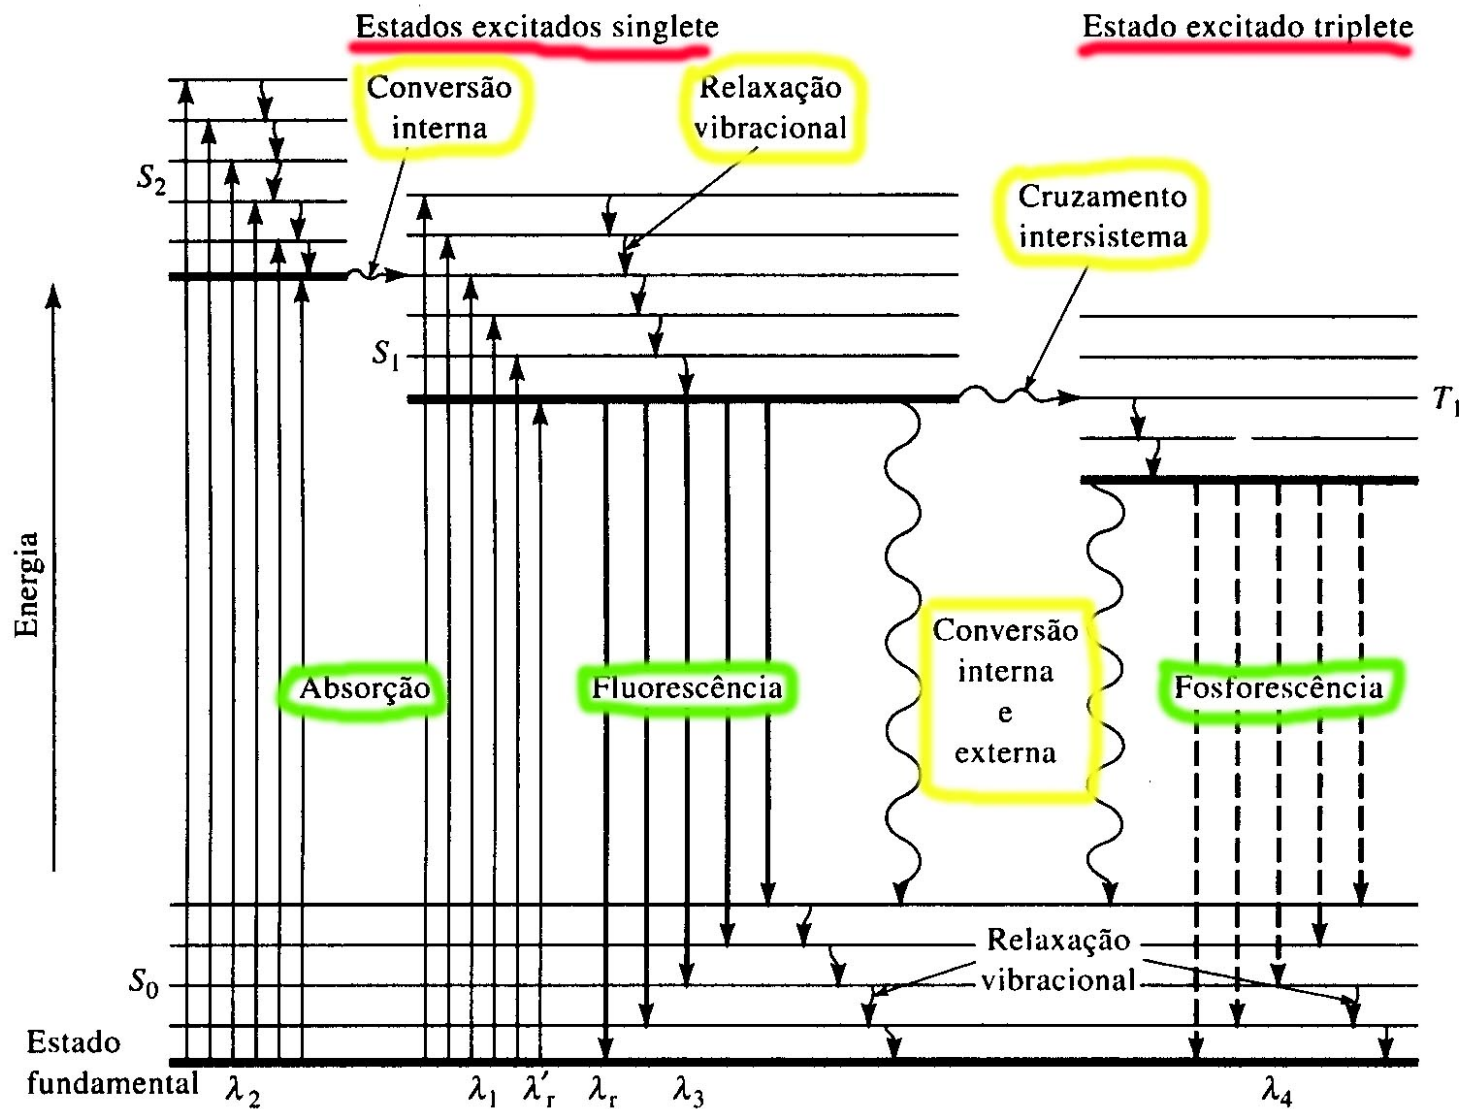 Estados excitados singlete
Estado excitado triplete
Conversão
interna
Relaxação
vibracional
S2
Cruzamento
intersistema
S1
T1
Energia
Absorção
Fluorescência
Conversão
interna
e
externa
Fosforescência
Relaxação
vibracional
S0
Estado
fundamental
λ2
λ1
λ'r
λr
λ3
λ4